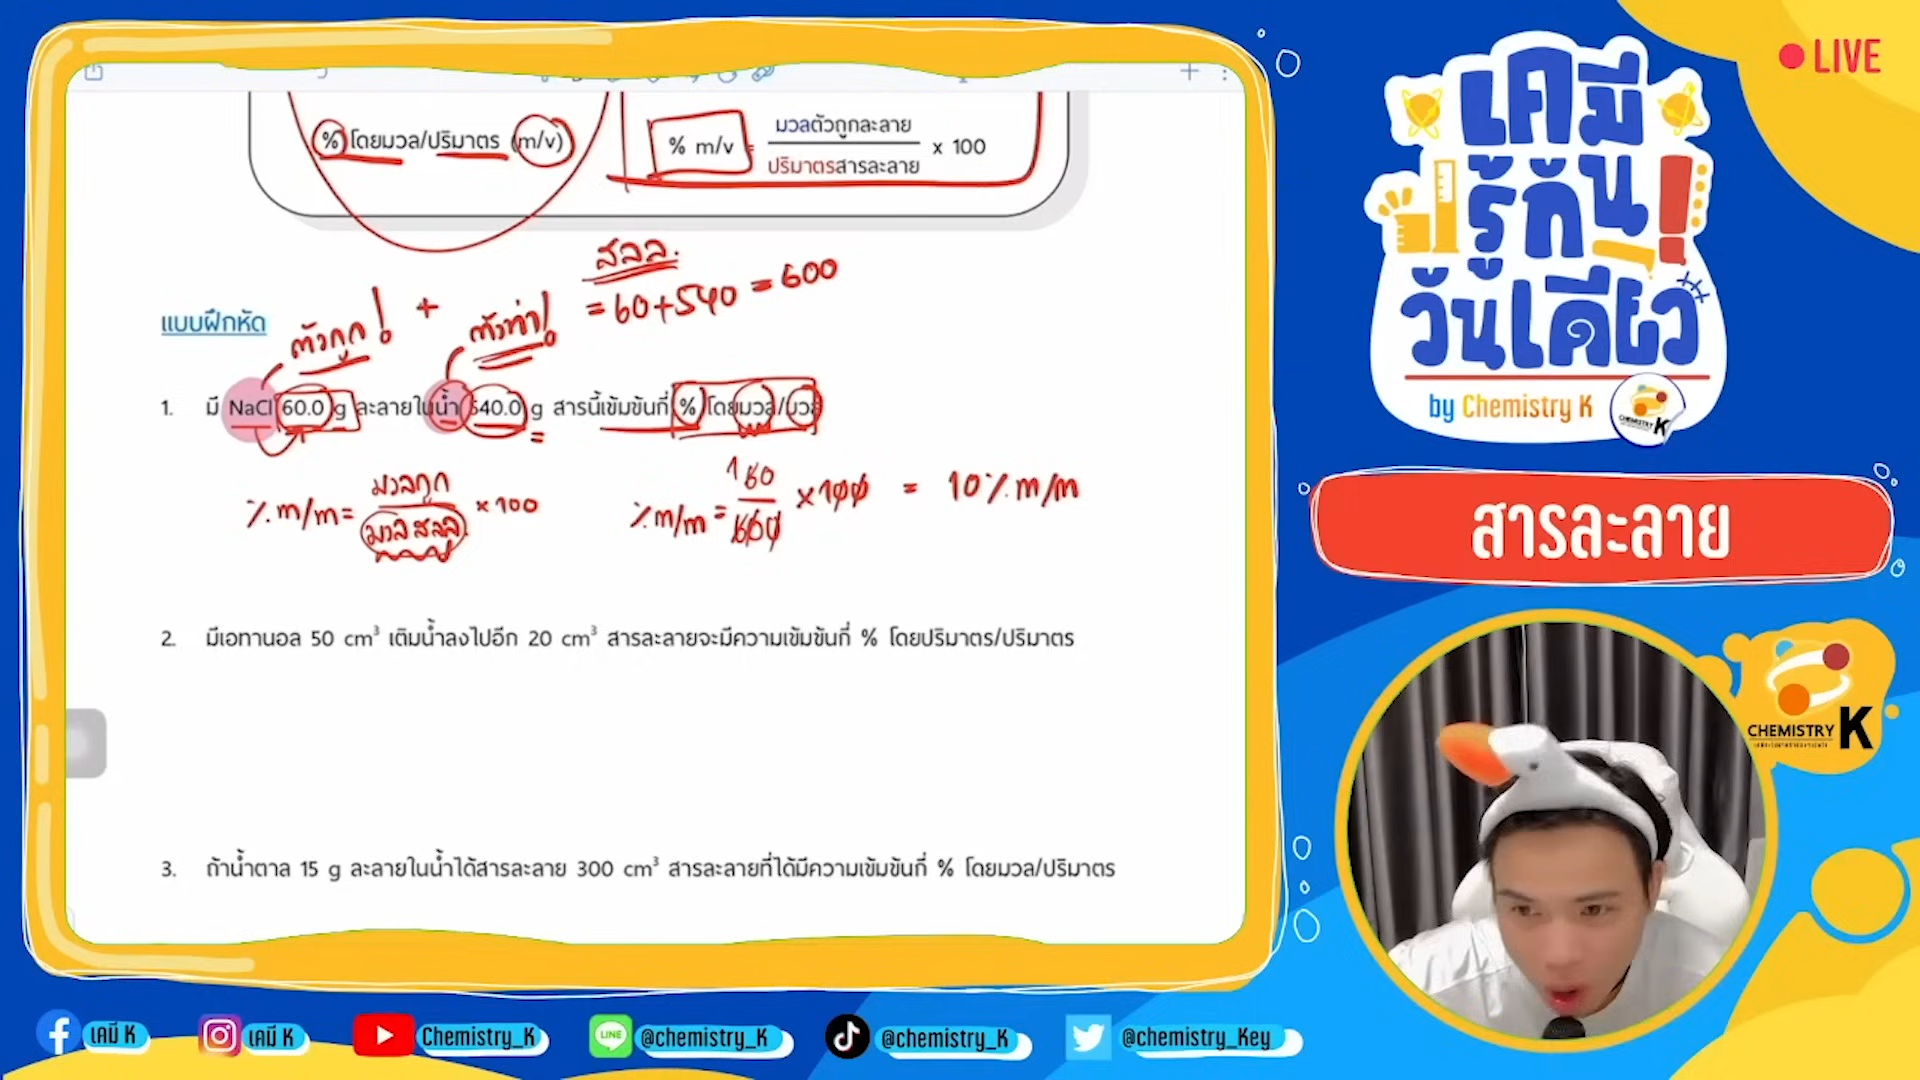 % โดยมวล/ปริมาตร (m/v)
% m/v = มวลตัวถูกละลาย / ปริมาตรสารละลาย x 100
สลล.
= 60+540 = 600
แบบฝึกหัด
ตัวถูก! + ตัวทำ!
1. มี NaCl 60.0 g ละลายในน้ำ 540.0 g สารนี้เข้มข้นกี่ % โดยมวล/มวล
% m/m = มวลถูก / มวล สลล. x 100
% m/m = 60 / 600 x 100 = 10 % m/m
1
2. มีเอทานอล 50 cm³ เติมน้ำลงไปอีก 20 cm³ สารละลายจะมีความเข้มข้นกี่ % โดยปริมาตร/ปริมาตร
3. ถ้าน้ำตาล 15 g ละลายในน้ำได้สารละลาย 300 cm³ สารละลายที่ได้มีความเข้มข้นกี่ % โดยมวล/ปริมาตร
LIVE
เคมี
รู้กัน!
วันเดียว
by Chemistry K
CHEMISTRY K
สารละลาย
CHEMISTRY K
เคมี K
เคมี K
Chemistry_K
LINE
@chemistry_K
@chemistry_K
@chemistry_Key